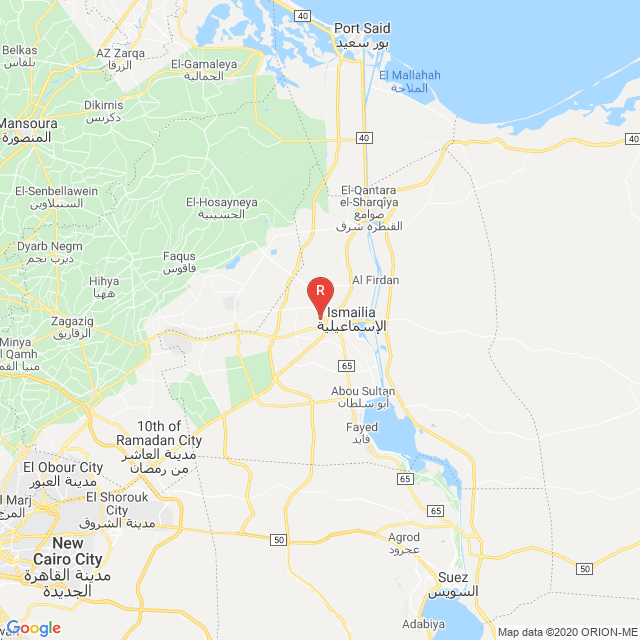 40
Port Said
بور سعيد
Belkas
بلقاس
AZ Zarqa
الزرقا
El-Gamaleya
الجمالية
El Mallahah
الملاحة
Dikirnis
دكرنس
Mansoura
المنصورة
40
40
El-Senbellawein
السنبلاوين
El-Hosayneya
الحسينية
El-Qantara
el-Sharqîya
صوامع
القنطرة شرق
Dyarb Negm
ديرب نجم
Faqus
فاقوس
Hihya
ههيا
Al Firdan
R
Ismailia
الإسماعيلية
Zagazig
الزقازيق
Minya
Al Qamh
منيا القم
65
Abou Sultan
أبو سلطان
10th of
Ramadan City
مدينة العاشر
من رمضان
Fayed
فايد
El Obour City
مدينة العبور
65
El Marj
المرج
El Shorouk
City
مدينة الشروق
65
50
New
Cairo City
مدينة القاهرة
الجديدة
Agrod
عجرود
50
Suez
السويس
Adabiya
Google
Map data ©2020 ORION-ME